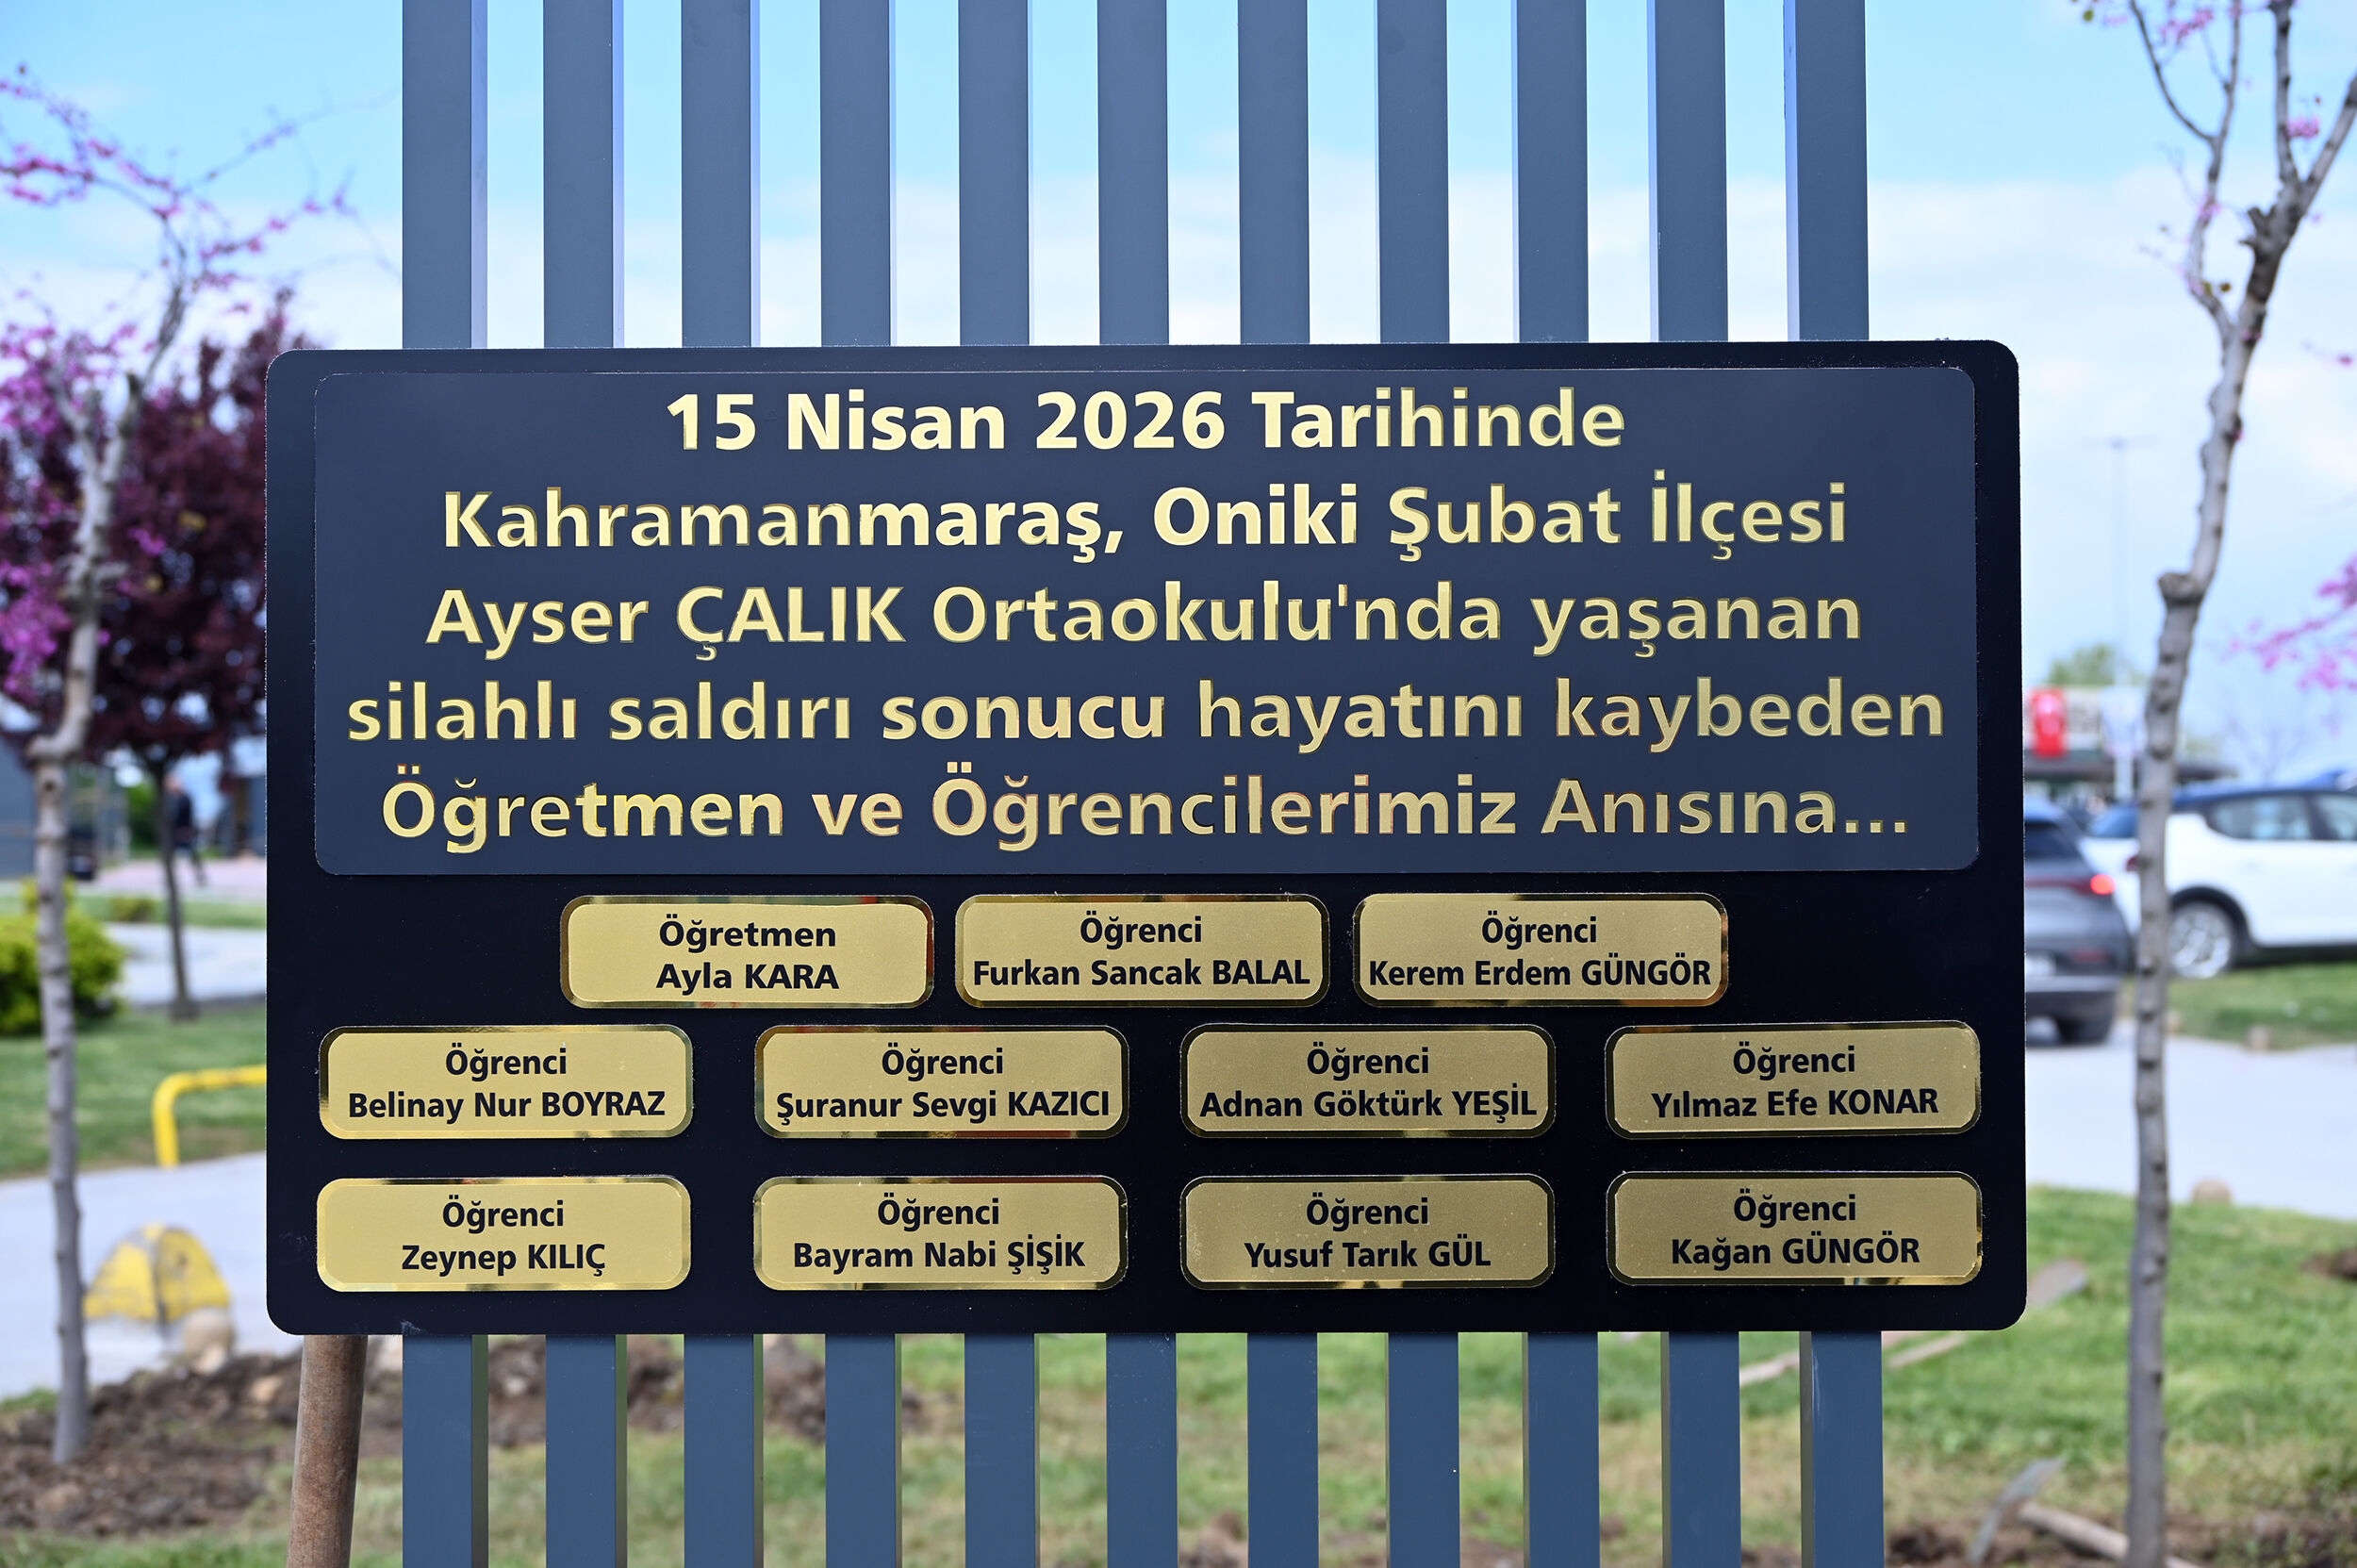 15 Nisan 2026 Tarihinde
Kahramanmaraş, Oniki Şubat İlçesi
Ayser ÇALIK Ortaokulu'nda yaşanan
silahlı saldırı sonucu hayatını kaybeden
Öğretmen ve Öğrencilerimiz Anısına...
Öğretmen
Ayla KARA
Öğrenci
Furkan Sancak BALAL
Öğrenci
Kerem Erdem GÜNGÖR
Öğrenci
Belinay Nur BOYRAZ
Öğrenci
Şuranur Sevgi KAZICI
Öğrenci
Adnan Göktürk YEŞİL
Öğrenci
Yılmaz Efe KONAR
Öğrenci
Zeynep KILIÇ
Öğrenci
Bayram Nabi ŞİŞİK
Öğrenci
Yusuf Tarık GÜL
Öğrenci
Kağan GÜNGÖR